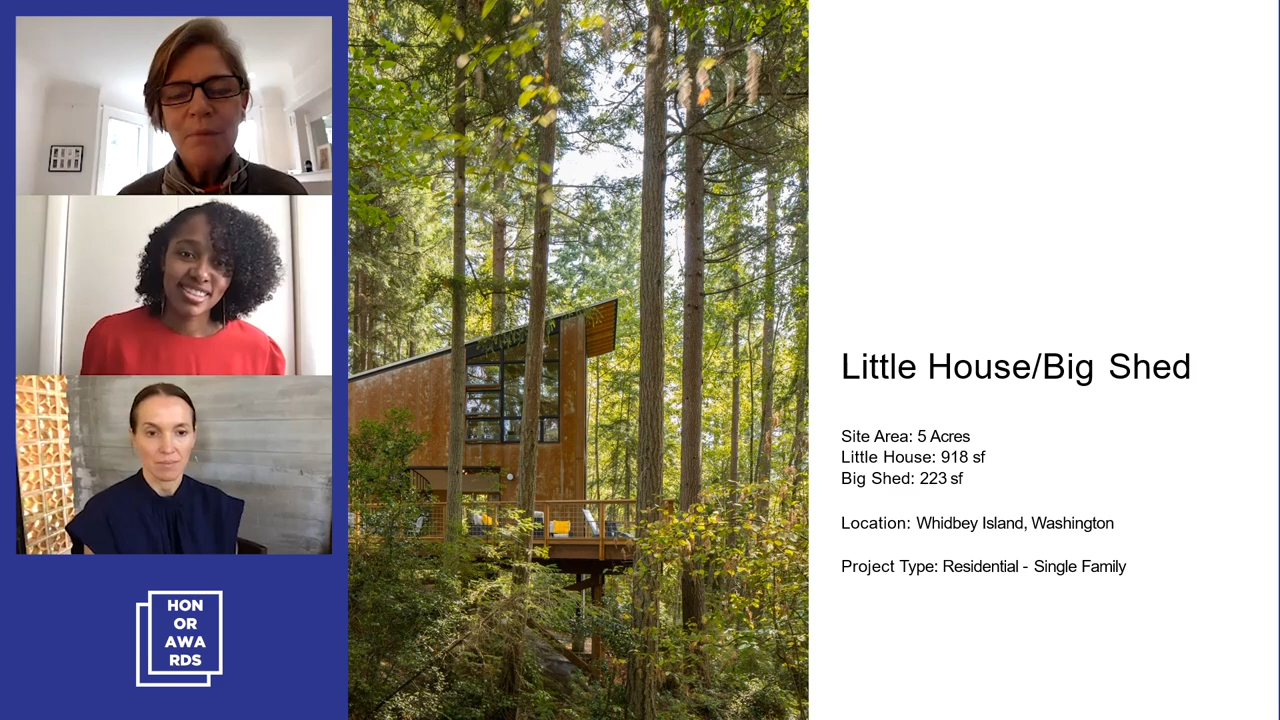 HON
OR
AWA
RDS
Little House/Big Shed
Site Area: 5 Acres
Little House: 918 sf
Big Shed: 223 sf
Location: Whidbey Island, Washington
Project Type: Residential - Single Family